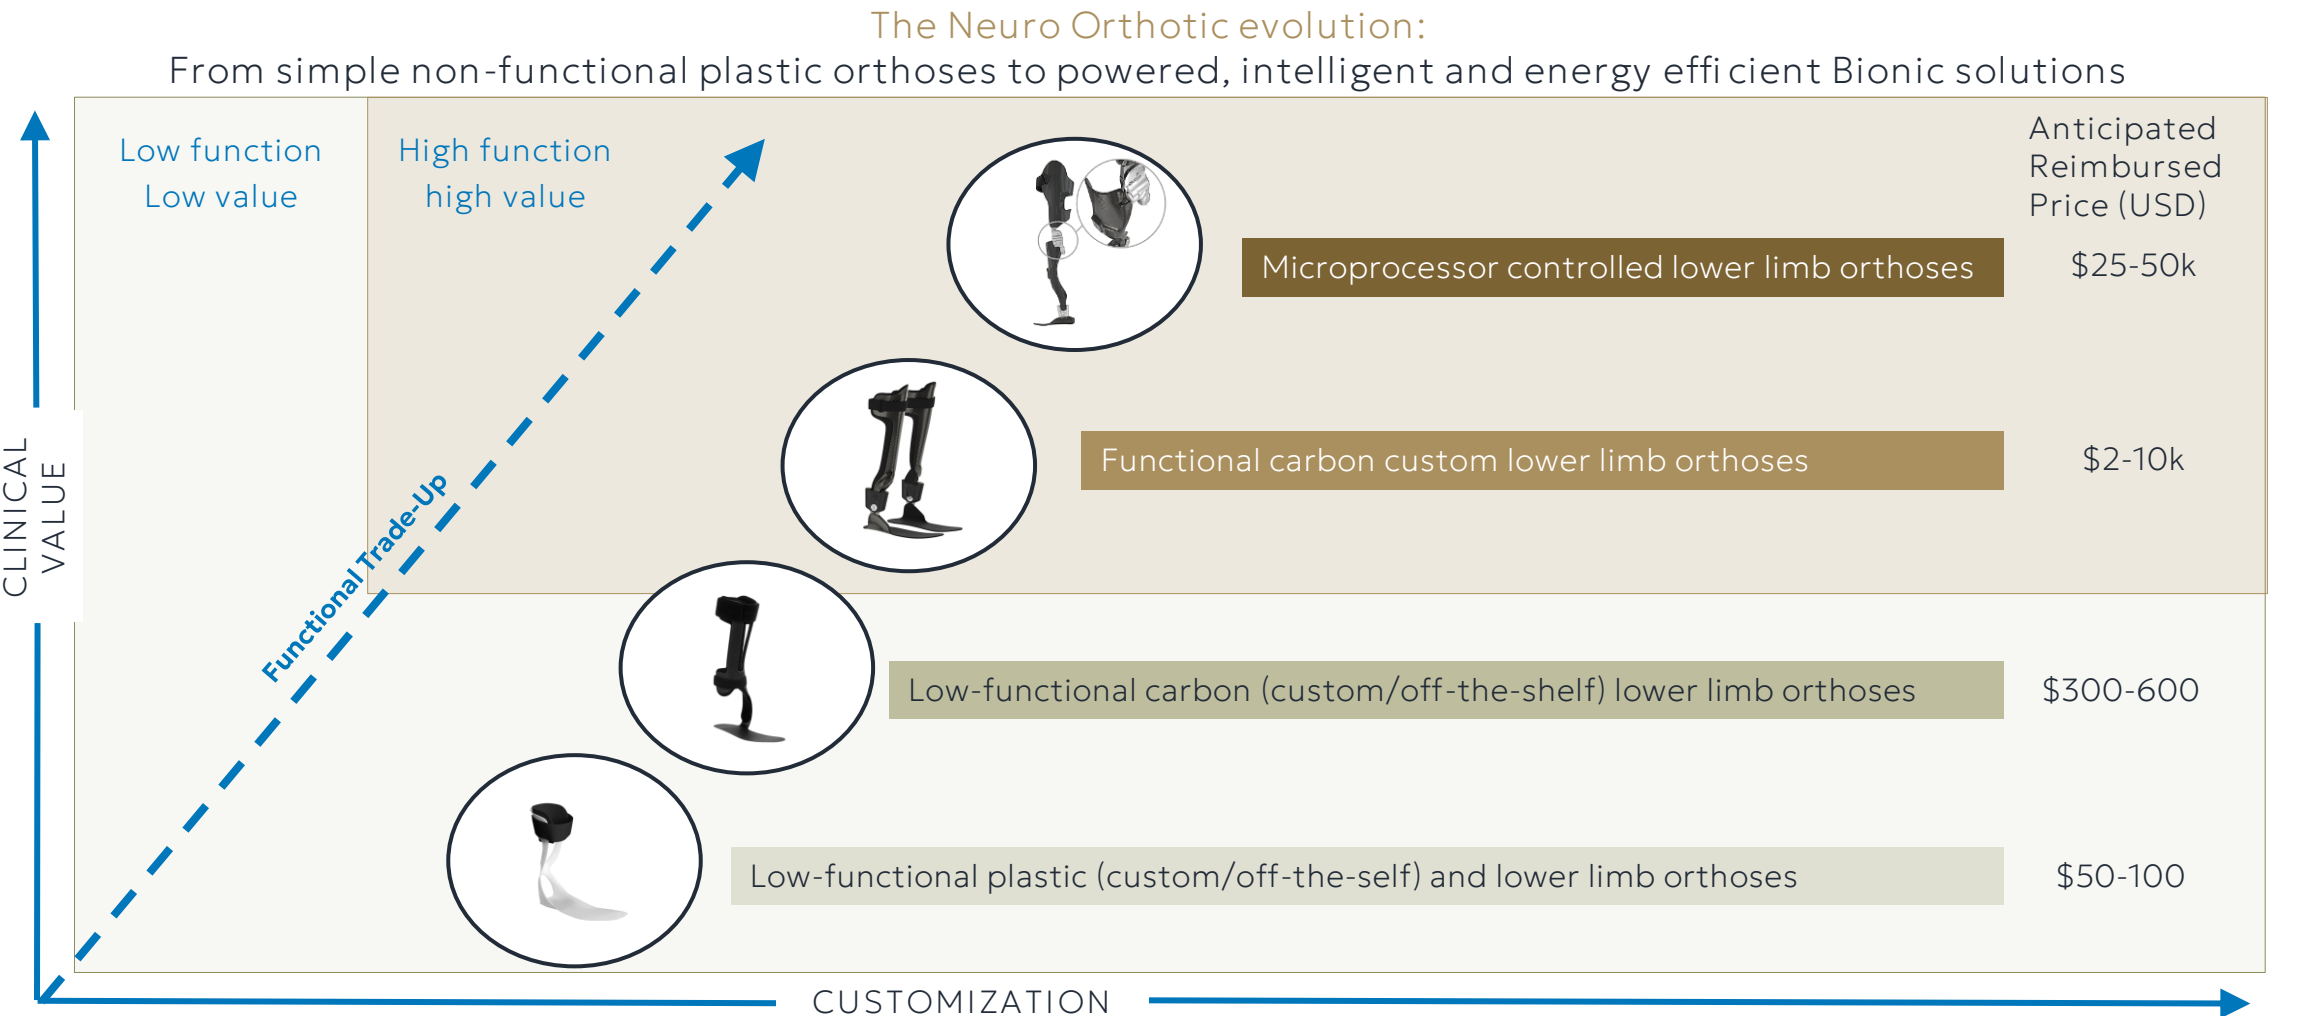 The Neuro Orthotic evolution:
From simple non-functional plastic orthoses to powered, intelligent and energy efficient Bionic solutions
Low function
Low value
High function
high value
Anticipated
Reimbursed
Price (USD)
Microprocessor controlled lower limb orthoses
$25-50k
Functional carbon custom lower limb orthoses
$2-10k
CLINICAL
VALUE
Functional Trade-Up
Low-functional carbon (custom/off-the-shelf) lower limb orthoses
$300-600
Low-functional plastic (custom/off-the-self) and lower limb orthoses
$50-100
CUSTOMIZATION